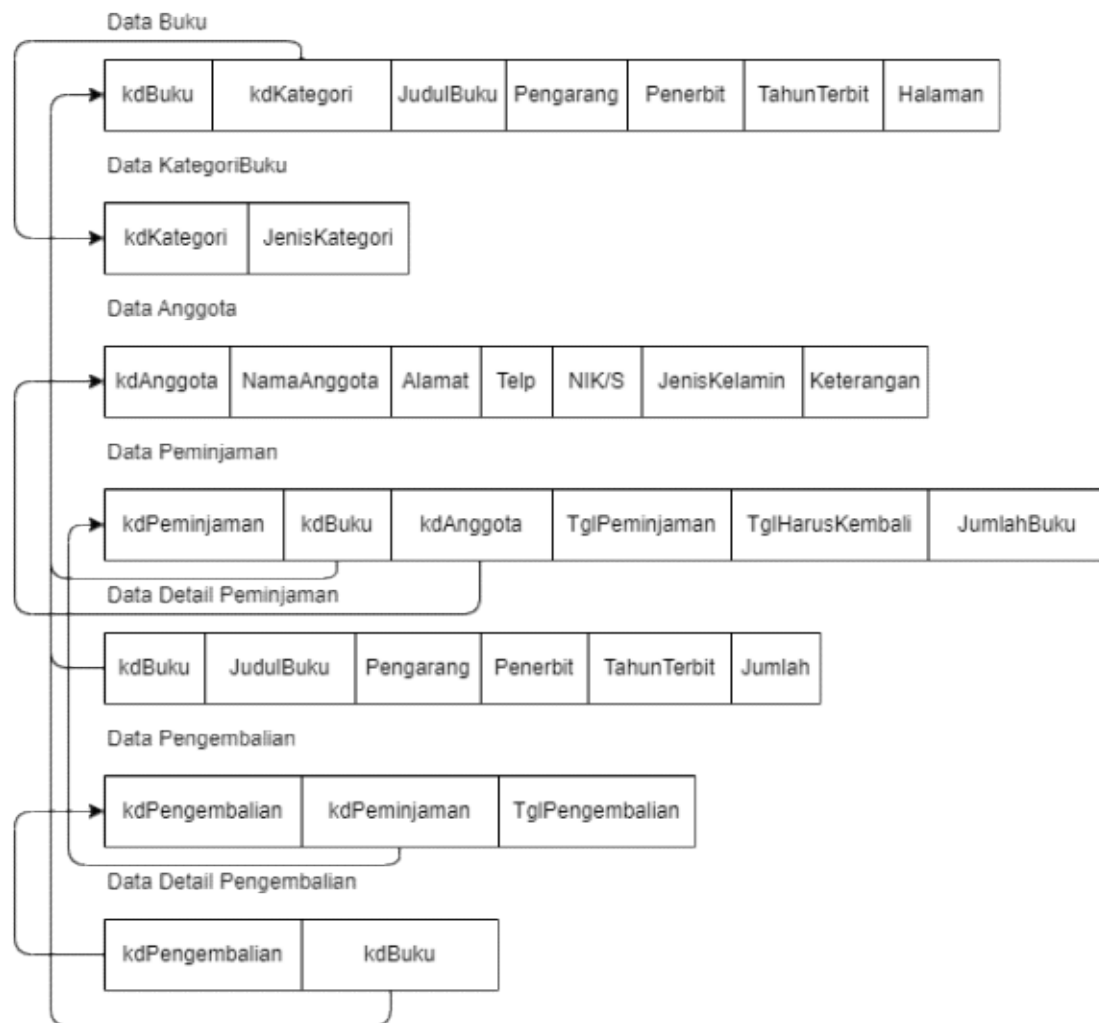 Data Buku
kdBuku kdKategori JudulBuku Pengarang Penerbit TahunTerbit Halaman
Data KategoriBuku
kdKategori JenisKategori
Data Anggota
kdAnggota NamaAnggota Alamat Telp NIK/S JenisKelamin Keterangan
Data Peminjaman
kdPeminjaman kdBuku kdAnggota TglPeminjaman TglHarusKembali JumlahBuku
Data Detail Peminjaman
kdBuku JudulBuku Pengarang Penerbit TahunTerbit Jumlah
Data Pengembalian
kdPengembalian kdPeminjaman TglPengembalian
Data Detail Pengembalian
kdPengembalian kdBuku